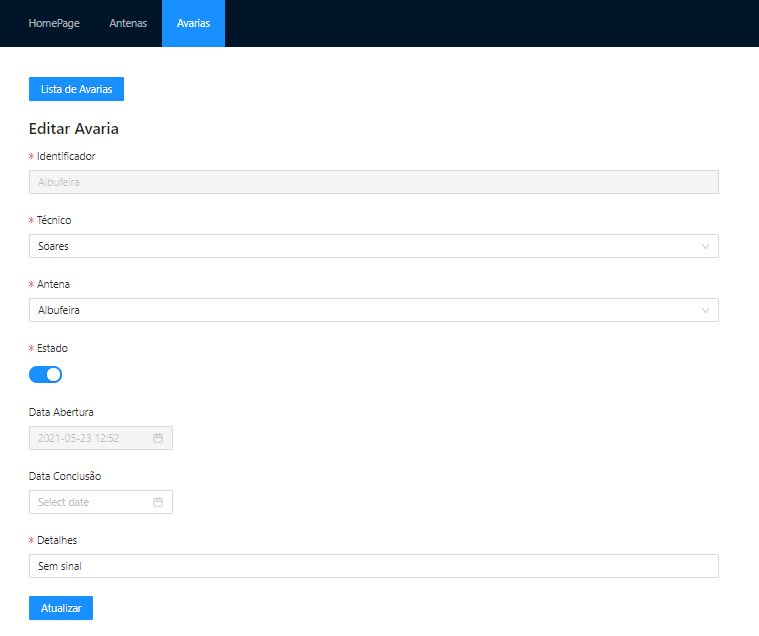 HomePage Antenas Avarias
Lista de Avarias
Editar Avaria
* Identificador
Albufeira
* Técnico
Soares
* Antena
Albufeira
* Estado
Data Abertura
2021-05-23 12:52
Data Conclusão
Select date
* Detalhes
Sem sinal
Atualizar